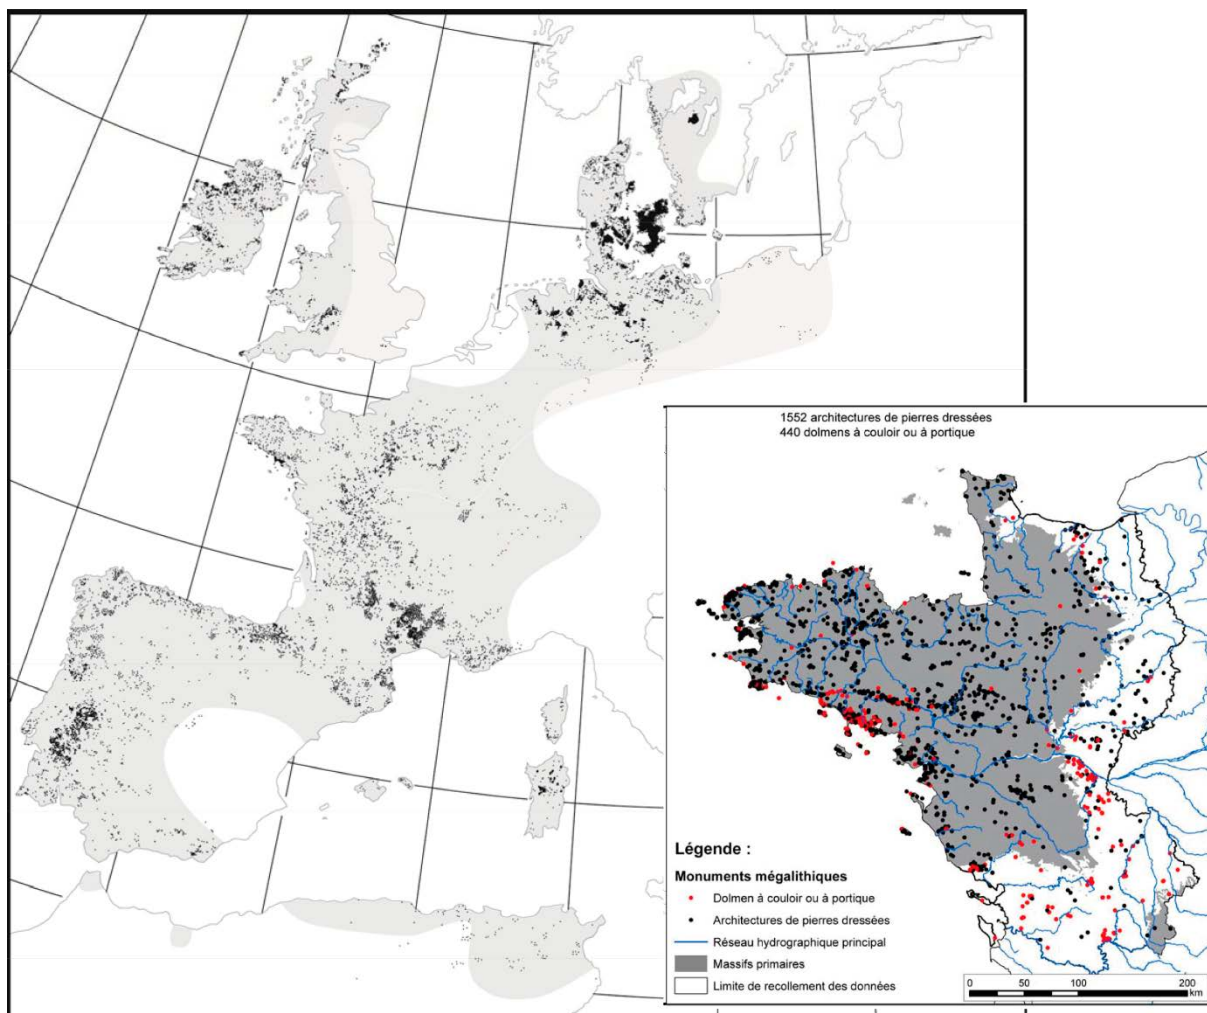 1552 architectures de pierres dressées
440 dolmens à couloir ou à portique
Légende :
Monuments mégalithiques
Dolmen à couloir ou à portique
Architectures de pierres dressées
Réseau hydrographique principal
Massifs primaires
Limite de recollement des données
0 50 100 200
km